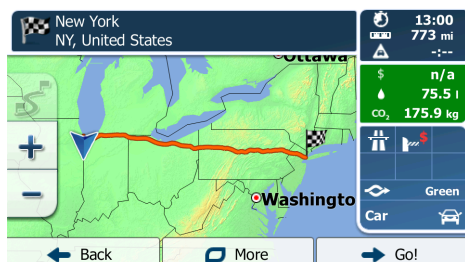 New York
NY, United States
13:00
773 mi
-:--
Ottawa
$ n/a
75.5 l
CO₂ 175.9 kg
$
Washingto
Green
Car
Back
More
Go!